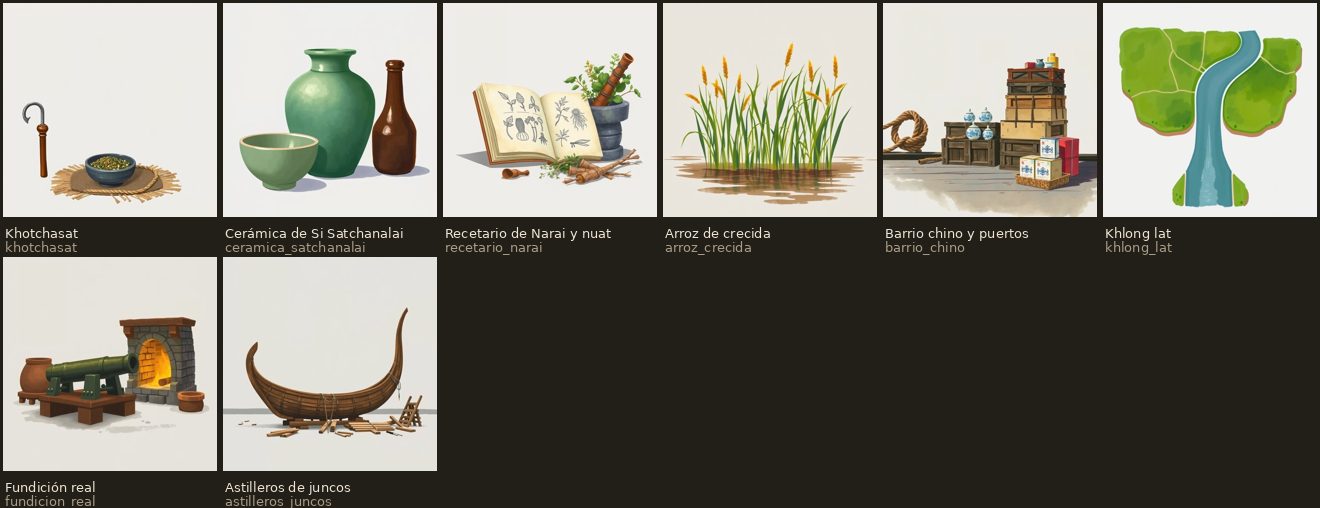 Khotchasat
khotchasat
Cerámica de Si Satchanalai
ceramica_satchanalai
Recetario de Narai y nuat
recetario_narai
Arroz de crecida
arroz_crecida
Barrio chino y puertos
barrio_chino
Khlong lat
khlong_lat
Fundición real
fundicion_real
Astilleros de juncos
astilleros_juncos